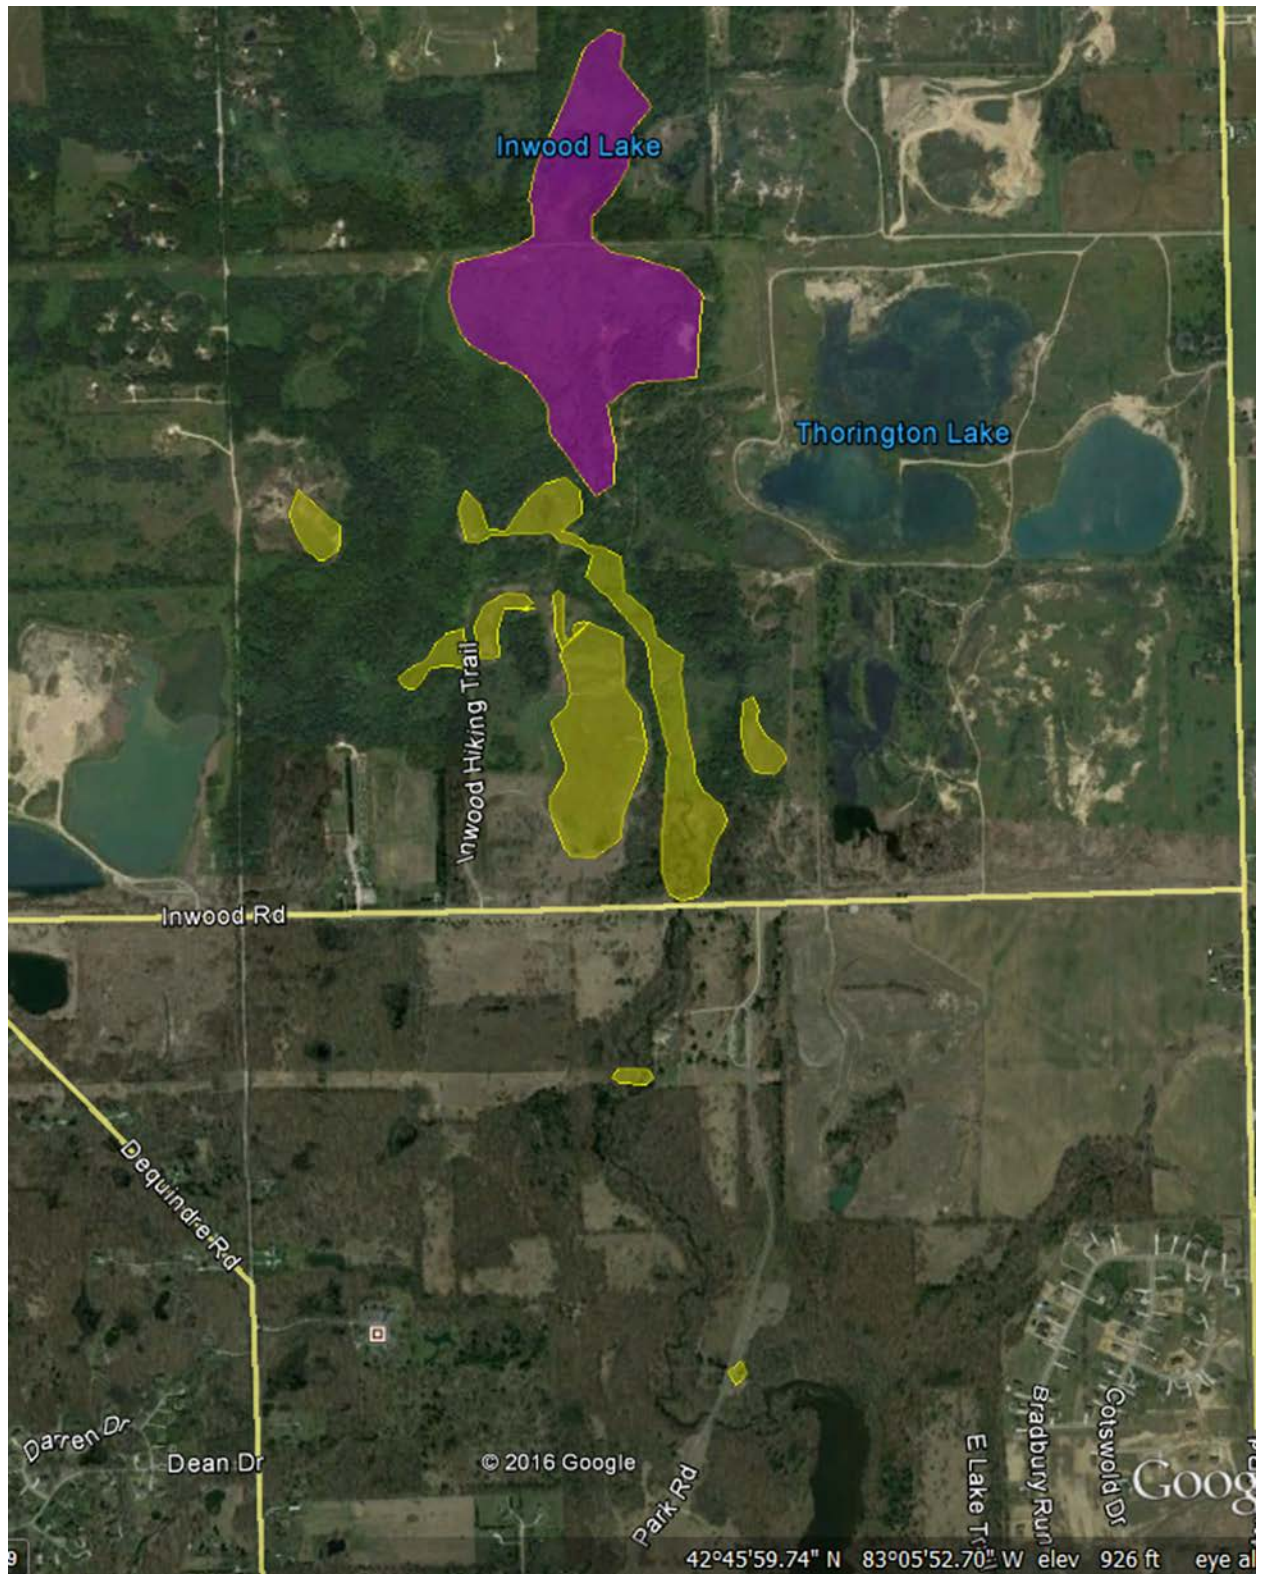 Inwood Lake
Thorington Lake
Inwood Hiking Trail
Inwood Rd
Dequindre Rd
Darren Dr
Dean Dr
© 2016 Google
Park Rd
E Lake Tr
Bradbury Run
Cotswold Dr
Goog
9
42°45'59.74" N 83°05'52.70" W elev 926 ft eye al